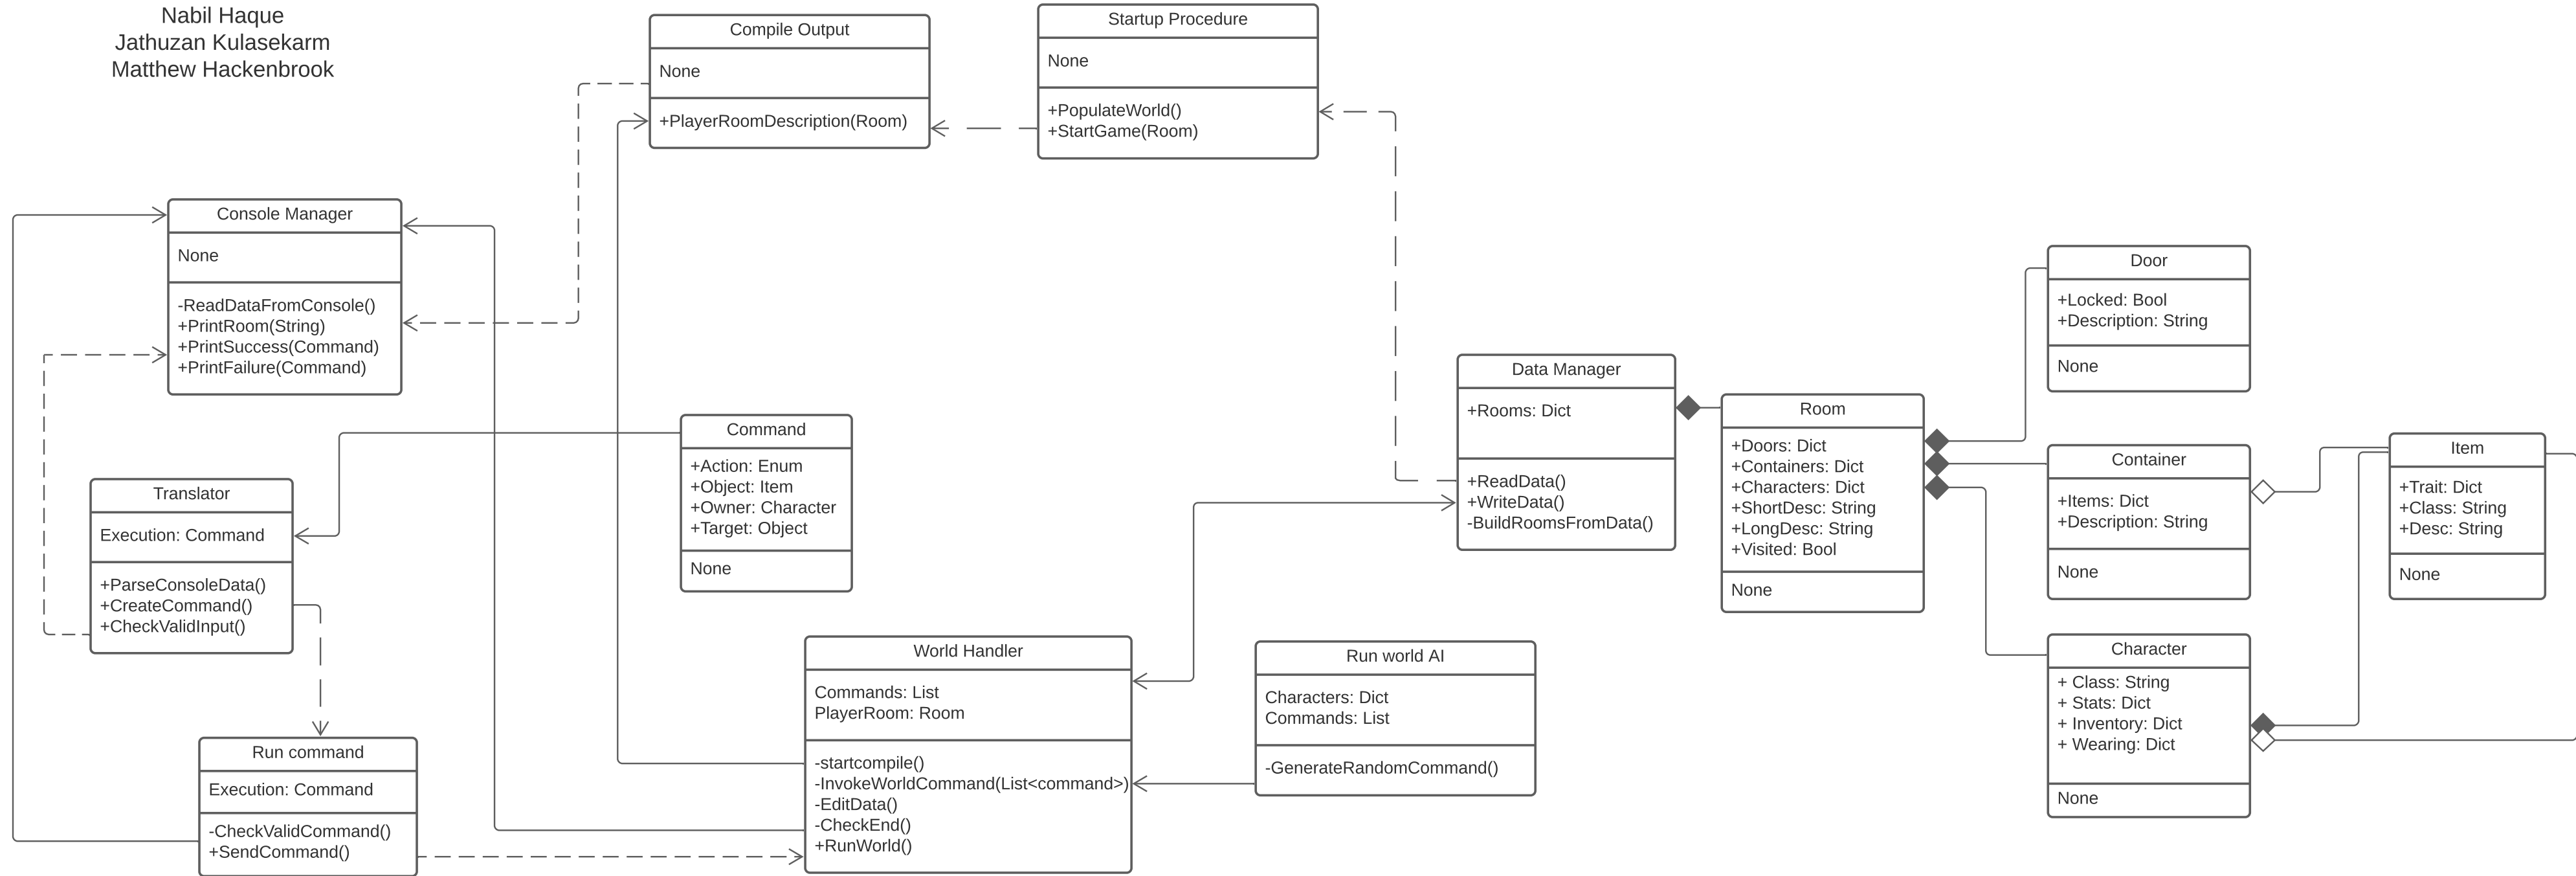 Nabil Haque
Jathuzan Kulasekarm
Matthew Hackenbrook
Compile Output
None
+PlayerRoomDescription(Room)
Startup Procedure
None
+PopulateWorld()
+StartGame(Room)
Console Manager
None
-ReadDataFromConsole()
+PrintRoom(String)
+PrintSuccess(Command)
+PrintFailure(Command)
Door
+Locked: Bool
+Description: String
None
Data Manager
+Rooms: Dict
+ReadData()
+WriteData()
-BuildRoomsFromData()
Room
+Doors: Dict
+Containers: Dict
+Characters: Dict
+ShortDesc: String
+LongDesc: String
+Visited: Bool
None
Command
+Action: Enum
+Object: Item
+Owner: Character
+Target: Object
None
Container
+Items: Dict
+Description: String
None
Item
+Trait: Dict
+Class: String
+Desc: String
None
Translator
Execution: Command
+ParseConsoleData()
+CreateCommand()
+CheckValidInput()
World Handler
Commands: List
PlayerRoom: Room
-startcompile()
-InvokeWorldCommand(List<command>)
-EditData()
-CheckEnd()
+RunWorld()
Run world AI
Characters: Dict
Commands: List
-GenerateRandomCommand()
Character
+ Class: String
+ Stats: Dict
+ Inventory: Dict
+ Wearing: Dict
None
Run command
Execution: Command
-CheckValidCommand()
+SendCommand()